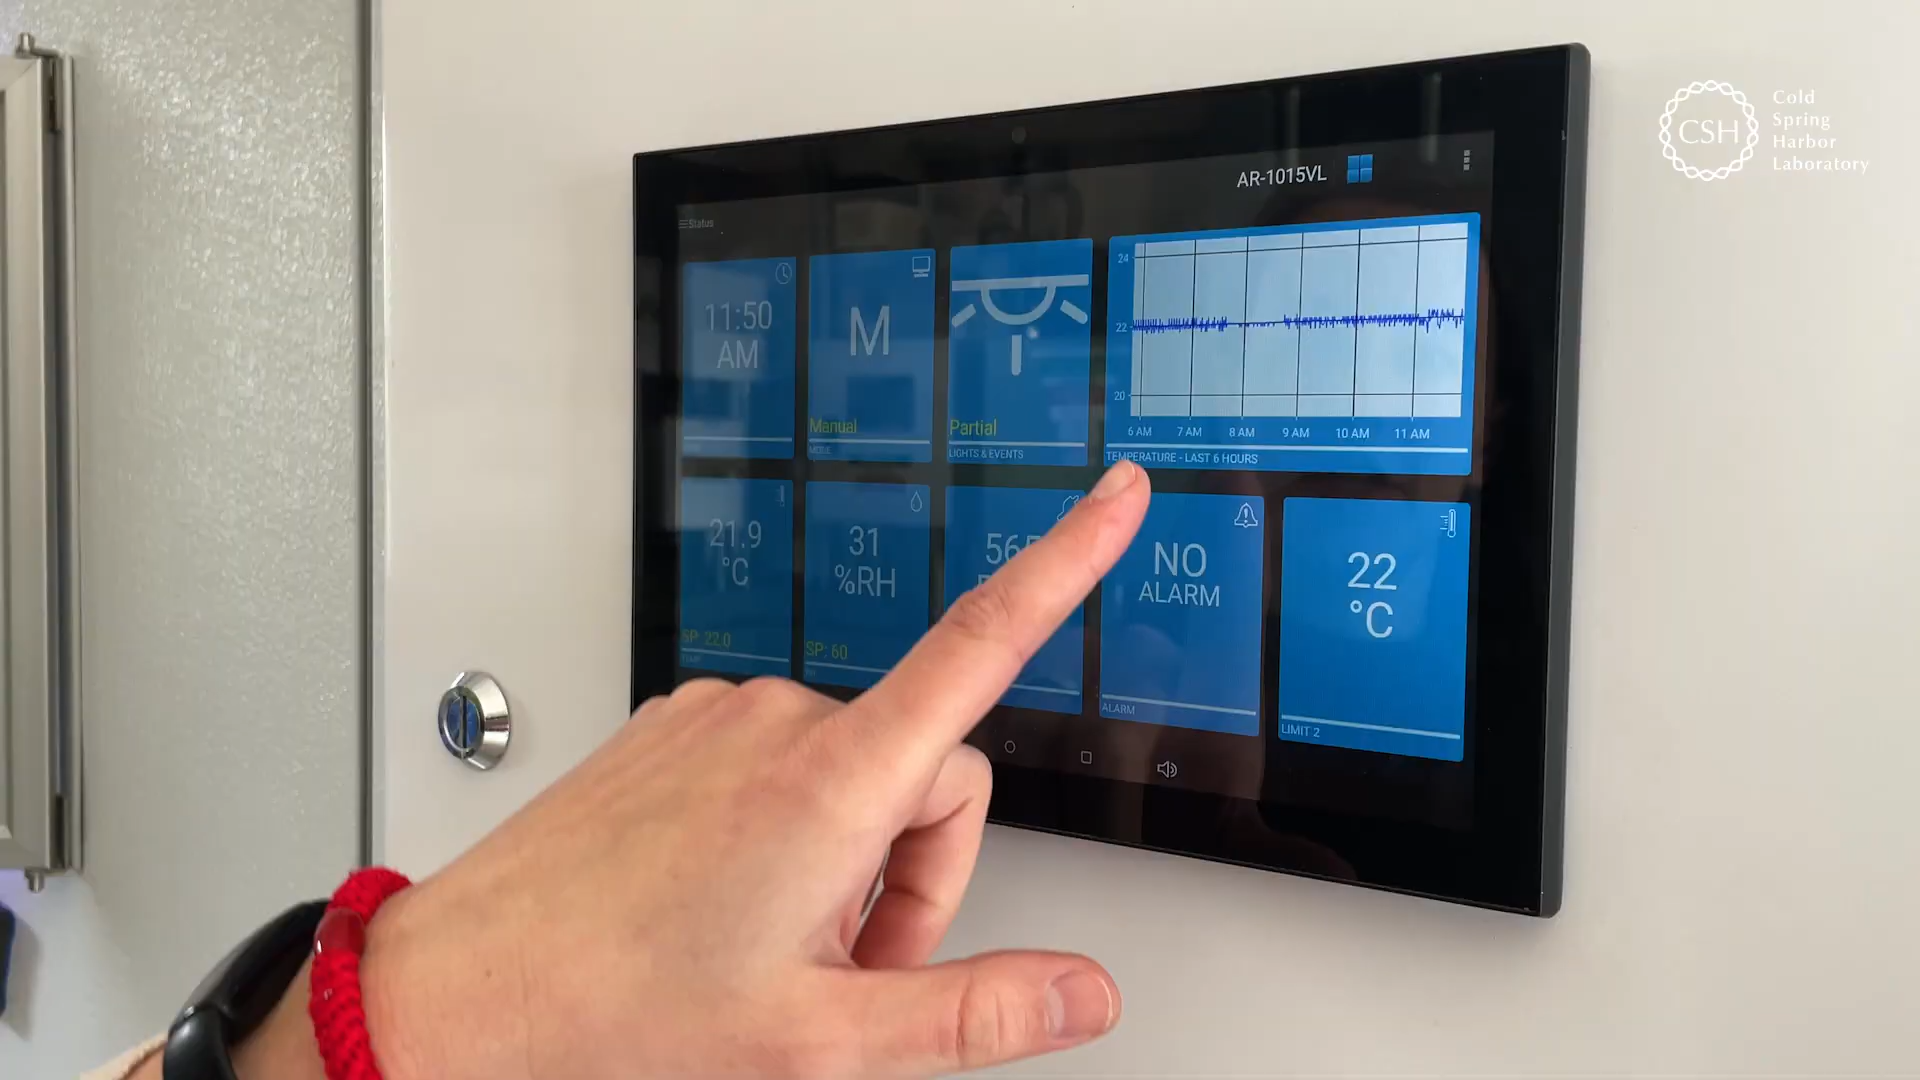 CSH
Cold
Spring
Harbor
Laboratory
AR-1015VL
Status
11:50
AM
M
Manual
MODE
Partial
LIGHTS & EVENTS
24
22
20
6 AM 7 AM 8 AM 9 AM 10 AM 11 AM
TEMPERATURE - LAST 6 HOURS
21.9
°C
SP: 22.0
31
%RH
SP: 60
NO
ALARM
ALARM
22
°C
LIMIT 2